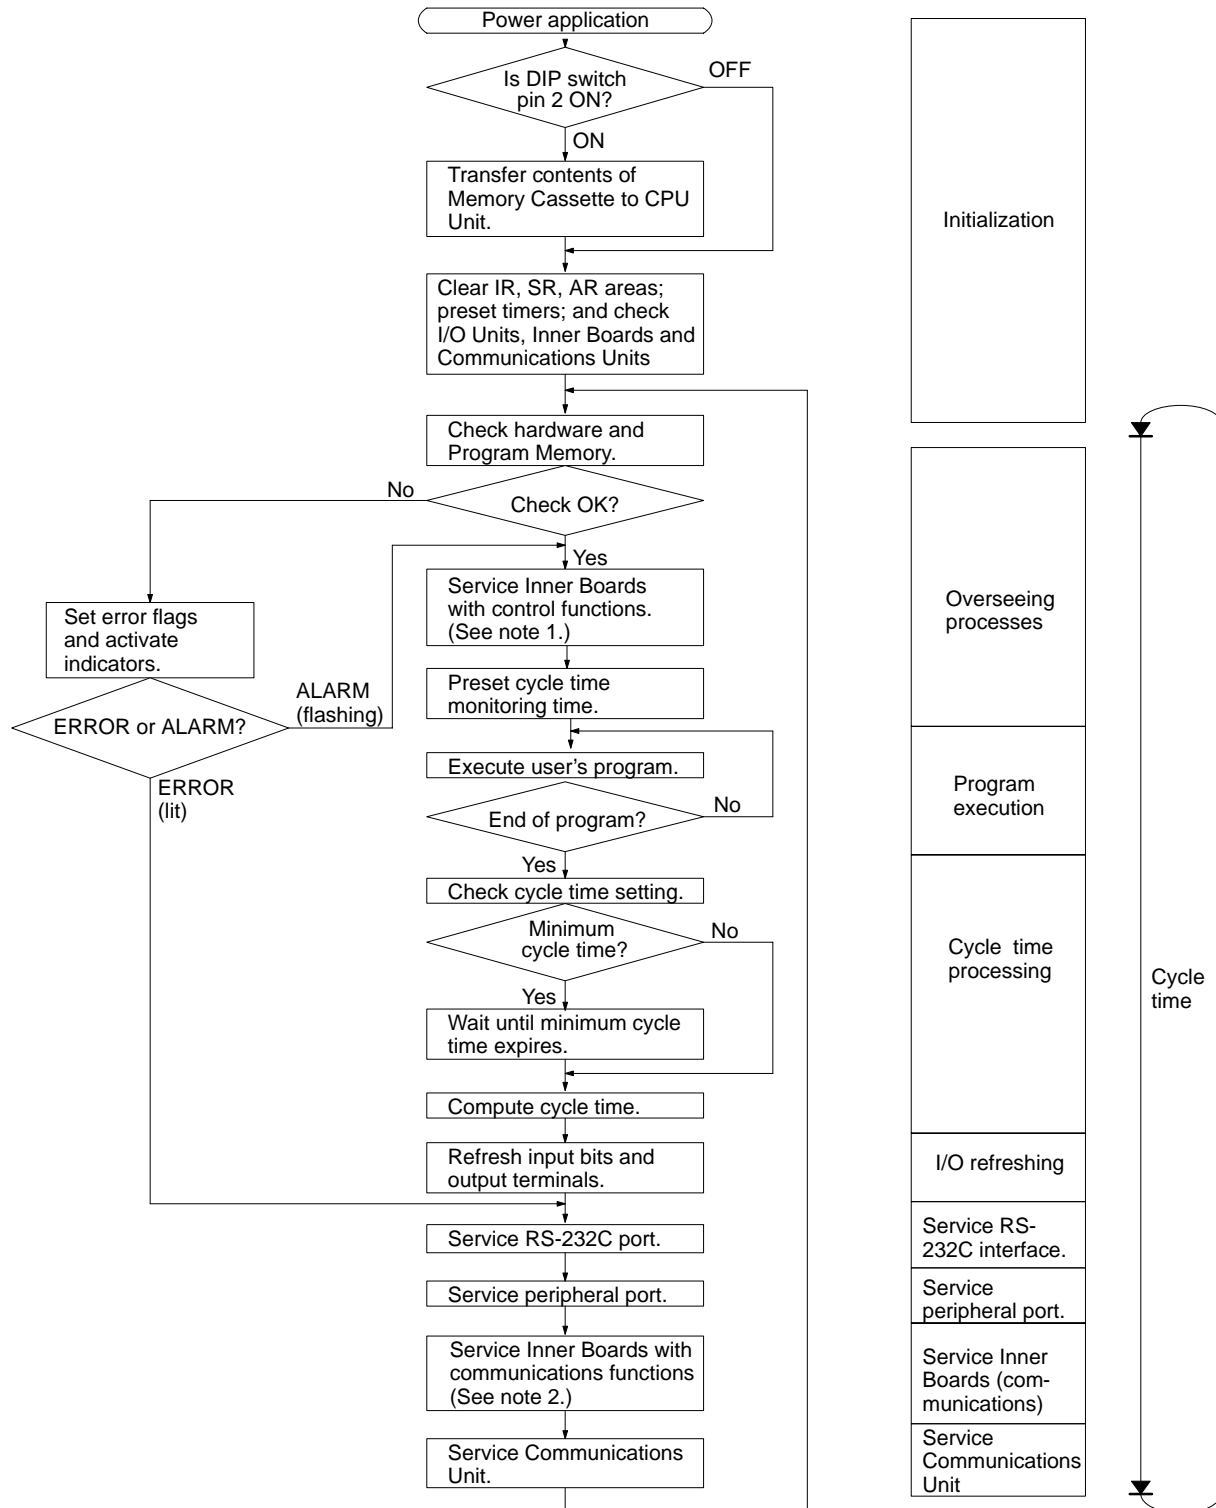 Power application
Is DIP switch
pin 2 ON?
OFF
ON
Transfer contents of
Memory Cassette to CPU
Unit.
Initialization
Clear IR, SR, AR areas;
preset timers; and check
I/O Units, Inner Boards and
Communications Units
Check hardware and
Program Memory.
No
Check OK?
Yes
Service Inner Boards
with control functions.
(See note 1.)
Set error flags
and activate
indicators.
Overseeing
processes
Preset cycle time
monitoring time.
ALARM
(flashing)
ERROR or ALARM?
ERROR
(lit)
Execute user's program.
No
End of program?
Yes
Program
execution
Check cycle time setting.
Minimum
cycle time?
No
Yes
Cycle time
processing
Cycle
time
Wait until minimum cycle
time expires.
Compute cycle time.
Refresh input bits and
output terminals.
I/O refreshing
Service RS-232C port.
Service RS-
232C interface.
Service peripheral port.
Service
peripheral port.
Service Inner Boards with
communications functions
(See note 2.)
Service Inner
Boards (com-
munications)
Service Communications
Unit.
Service
Communications
Unit